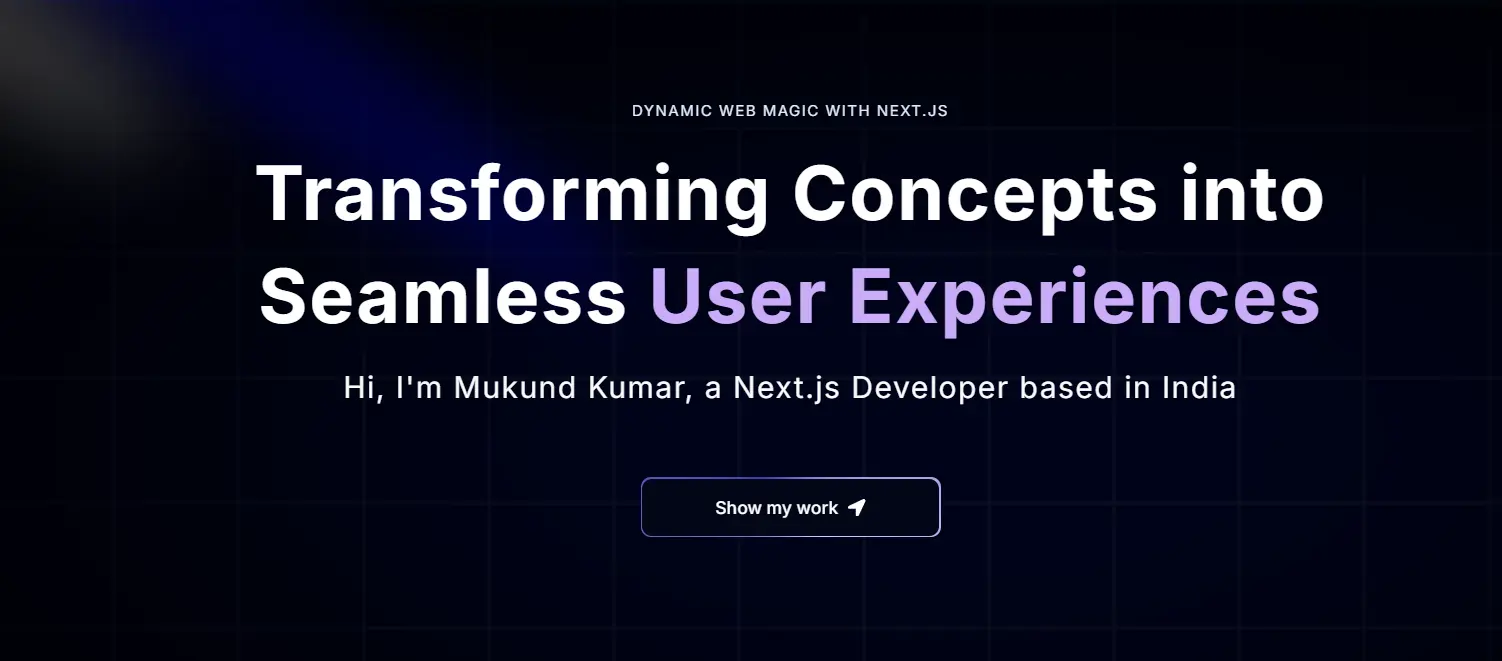 DYNAMIC WEB MAGIC WITH NEXT.JS
Transforming Concepts into
Seamless User Experiences
Hi, I'm Mukund Kumar, a Next.js Developer based in India
Show my work